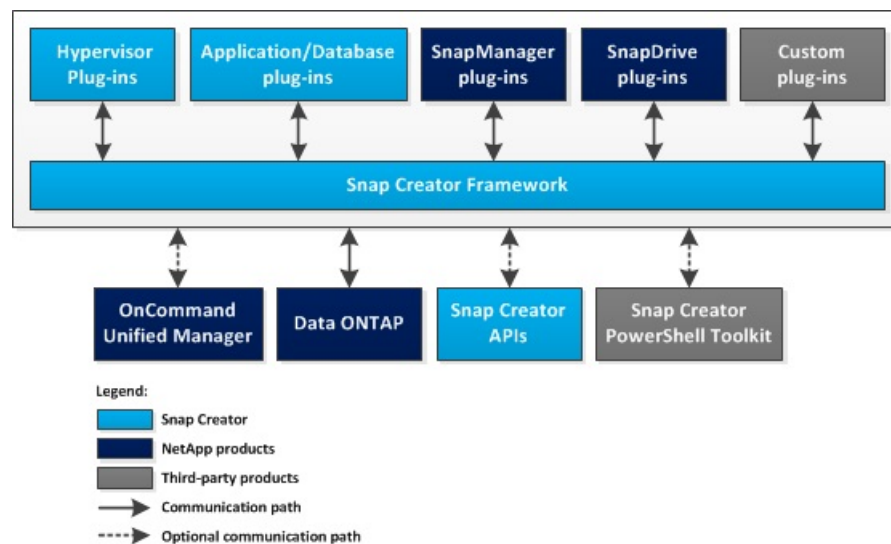 Hypervisor
Plug-ins
Application/Database
plug-ins
SnapManager
plug-ins
SnapDrive
plug-ins
Custom
plug-ins
Snap Creator Framework
OnCommand
Unified Manager
Data ONTAP
Snap Creator
APIs
Snap Creator
PowerShell Toolkit
Legend:
Snap Creator
NetApp products
Third-party products
Communication path
Optional communication path